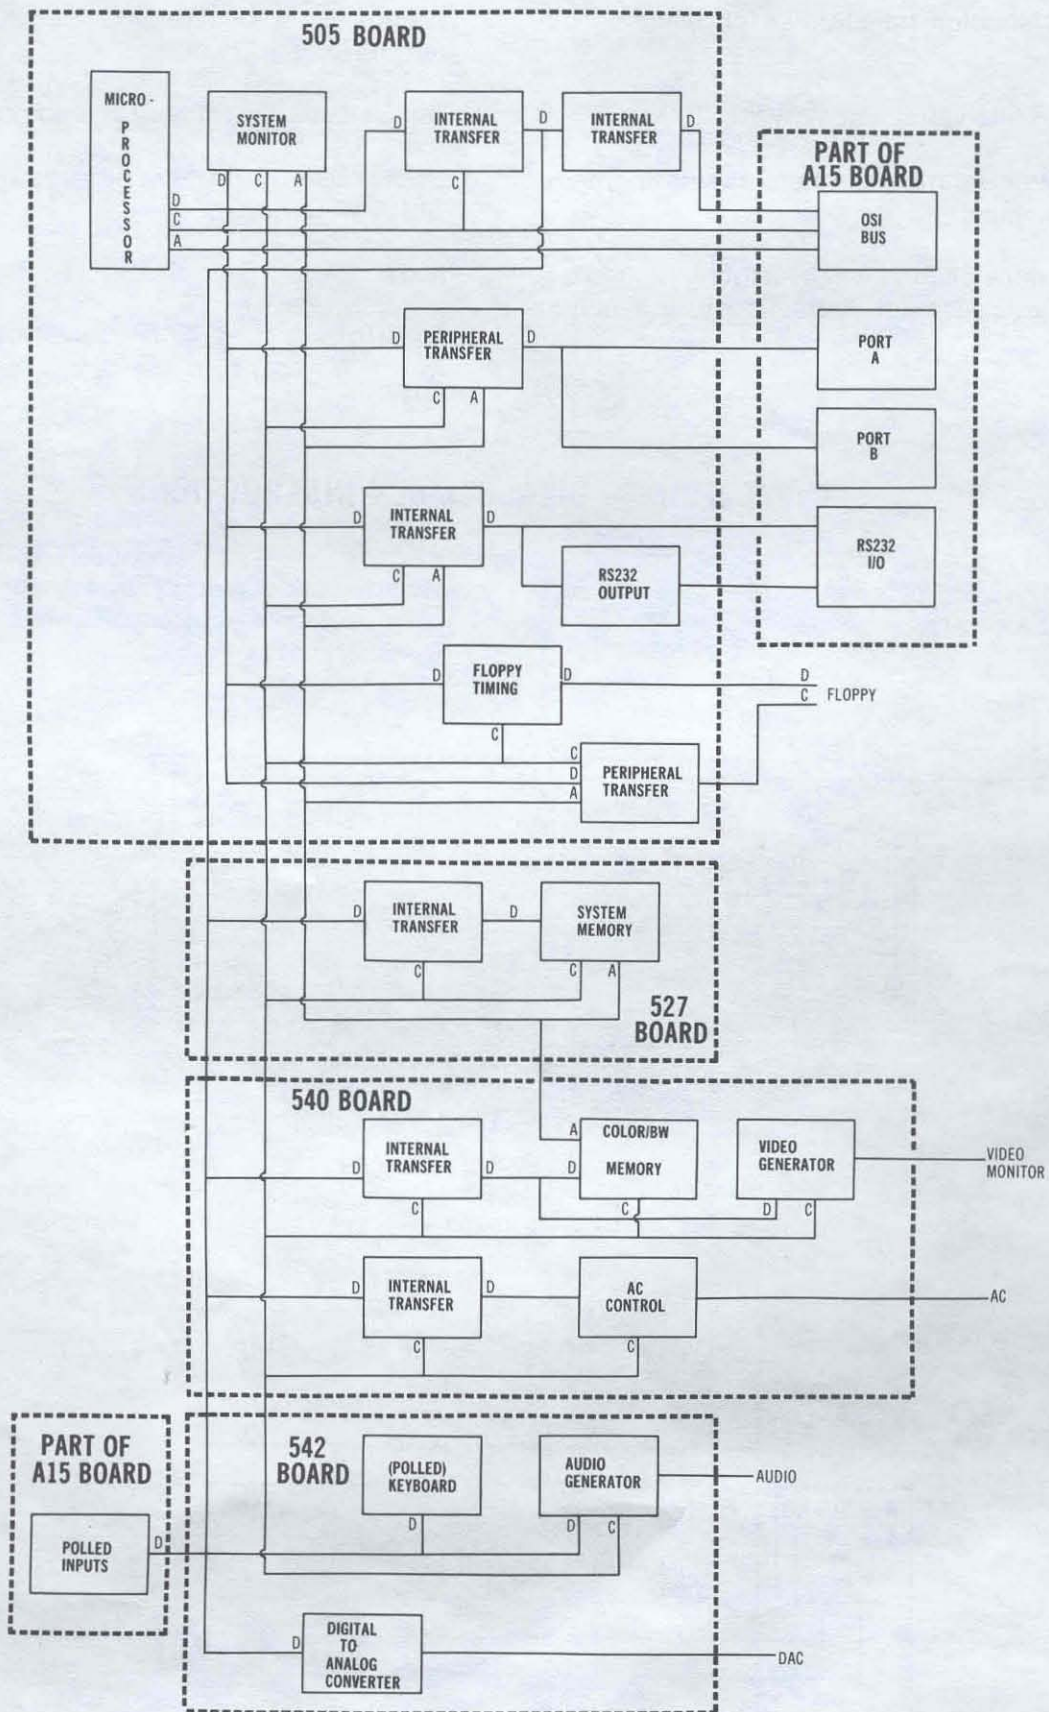 505 BOARD
MICRO -
PROCESSOR
D
C
A
SYSTEM
MONITOR
D C A
D
INTERNAL
TRANSFER
D
C
INTERNAL
TRANSFER
D
PART OF
A15 BOARD
OSI
BUS
D
PERIPHERAL
TRANSFER
D
C A
PORT
A
PORT
B
D
INTERNAL
TRANSFER
D
C A
RS232
OUTPUT
RS232
I/O
D
FLOPPY
TIMING
D
C
D
C
FLOPPY
C
D
A
PERIPHERAL
TRANSFER
D
INTERNAL
TRANSFER
D
C
SYSTEM
MEMORY
C A
527
BOARD
540 BOARD
D
INTERNAL
TRANSFER
D
C
A
D
COLOR/BW
MEMORY
C
VIDEO
GENERATOR
D C
VIDEO
MONITOR
D
INTERNAL
TRANSFER
D
C
AC
CONTROL
C
AC
PART OF
A15 BOARD
POLLED
INPUTS
D
542
BOARD
(POLLED)
KEYBOARD
D
AUDIO
GENERATOR
D C
AUDIO
D
DIGITAL
TO
ANALOG
CONVERTER
DAC